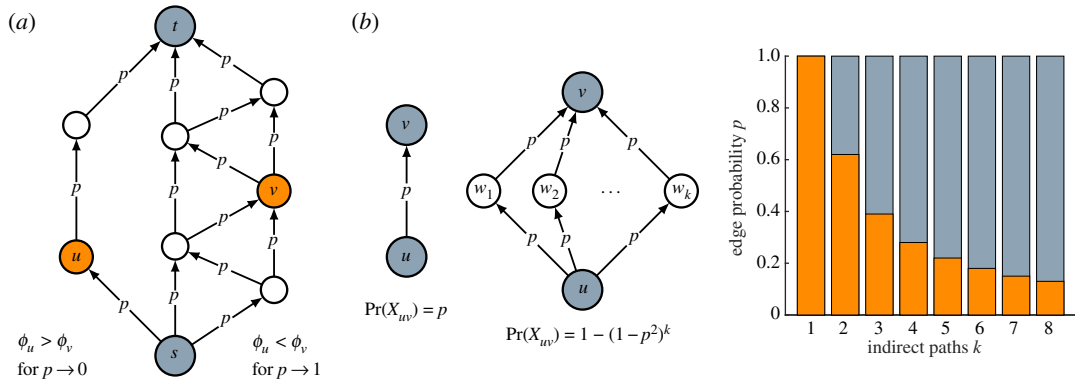 (a)
t
p p p
p p
p
p p v
p
u p p
p p
p p p
s
ϕu > ϕv
for p → 0
ϕu < ϕv
for p → 1
(b)
v
p
u
Pr(Xuv) = p
v
p p p
w1 w2 … wk
p p p
u
Pr(Xuv) = 1 – (1–p²)ᵏ
edge probability p
1.0
0.8
0.6
0.4
0.2
0
1 2 3 4 5 6 7 8
indirect paths k